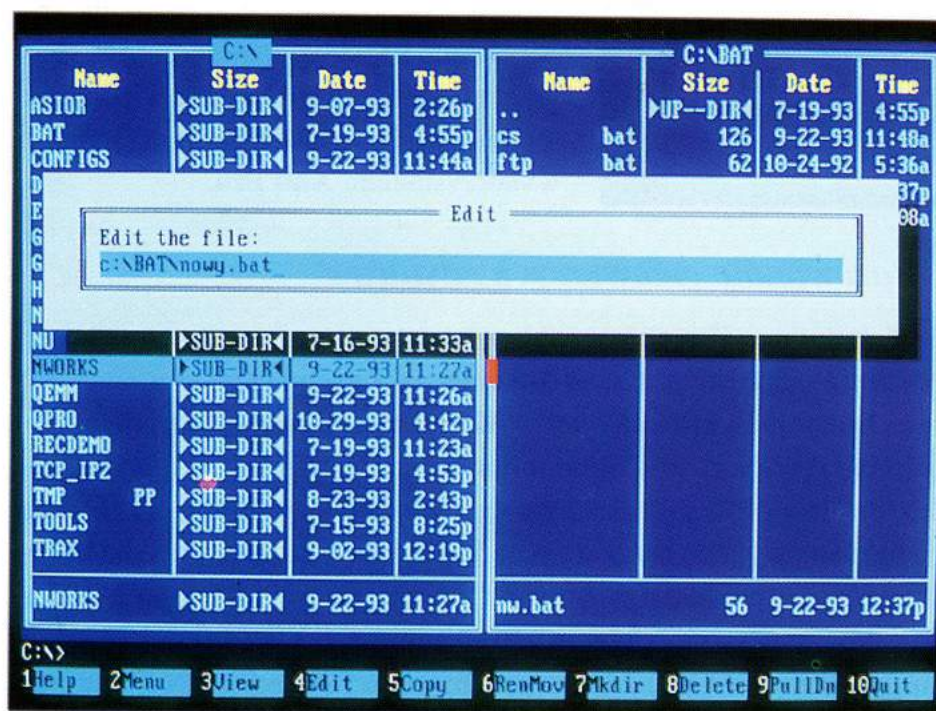 C:\ C:\BAT
Name Size Date Time Name Size Date Time
ASIOR ►SUB-DIR◄ 9-07-93 2:26p .. ►UP--DIR◄ 7-19-93 4:55p
BAT ►SUB-DIR◄ 7-19-93 4:55p cs bat 126 9-22-93 11:48a
CONFIGS ►SUB-DIR◄ 9-22-93 11:44a ftp bat 62 10-24-92 5:36a
D 37p
E Edit 08a
G Edit the file:
G c:\BAT\nowy.bat_
H
N
NU ►SUB-DIR◄ 7-16-93 11:33a
NWORKS ►SUB-DIR◄ 9-22-93 11:27a
QEMM ►SUB-DIR◄ 9-22-93 11:26a
QPRO ►SUB-DIR◄ 10-29-93 4:42p
RECDEMO ►SUB-DIR◄ 7-19-93 11:23a
TCP_IP2 ►SUB-DIR◄ 7-19-93 4:53p
TMP PP ►SUB-DIR◄ 8-23-93 2:43p
TOOLS ►SUB-DIR◄ 7-15-93 8:25p
TRAX ►SUB-DIR◄ 9-02-93 12:19p
NWORKS ►SUB-DIR◄ 9-22-93 11:27a nw.bat 56 9-22-93 12:37p
C:\>
1Help 2Menu 3View 4Edit 5Copy 6RenMov 7Mkdir 8Delete 9PullDn 10Quit